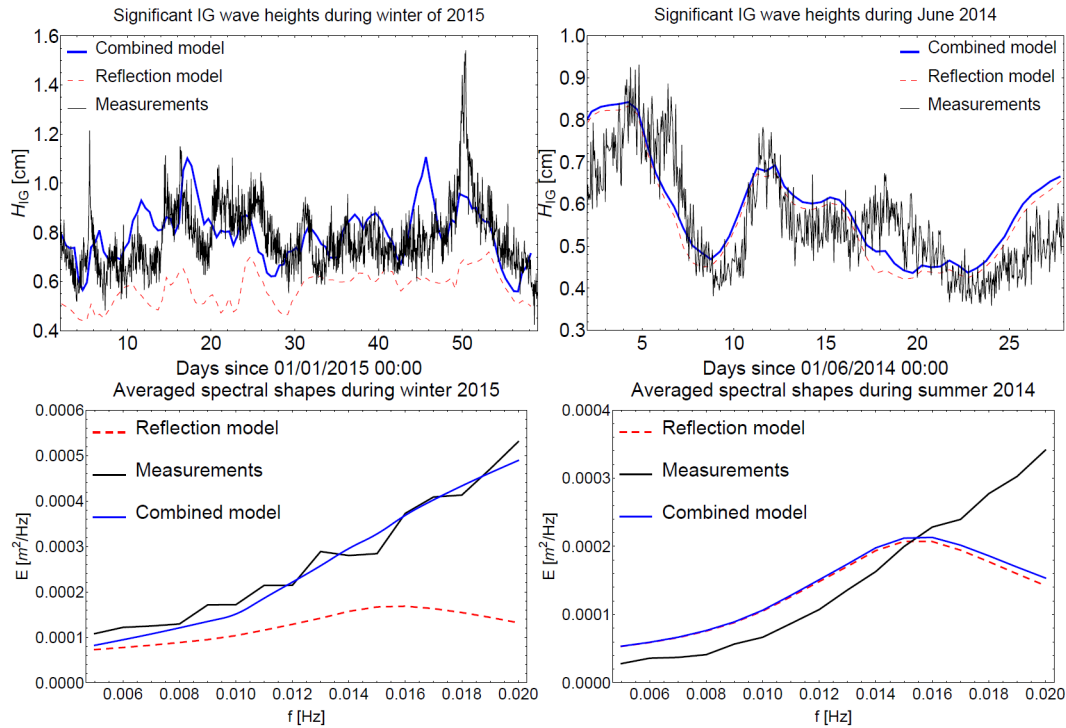 Significant IG wave heights during winter of 2015
1.6
1.4
1.2
1.0
0.8
0.6
0.4
H_IG [cm]
Combined model
Reflection model
Measurements
10 20 30 40 50
Days since 01/01/2015 00:00
Significant IG wave heights during June 2014
1.0
0.9
0.8
0.7
0.6
0.5
0.4
0.3
H_IG [cm]
Combined model
Reflection model
Measurements
5 10 15 20 25
Days since 01/06/2014 00:00
Averaged spectral shapes during winter 2015
0.0006
0.0005
0.0004
0.0003
0.0002
0.0001
0.0000
E [m²/Hz]
Reflection model
Measurements
Combined model
0.006 0.008 0.010 0.012 0.014 0.016 0.018 0.020
f [Hz]
Averaged spectral shapes during summer 2014
0.0004
0.0003
0.0002
0.0001
0.0000
E [m²/Hz]
Reflection model
Measurements
Combined model
0.006 0.008 0.010 0.012 0.014 0.016 0.018 0.020
f [Hz]